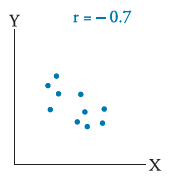 r = – 0.7
Y
X